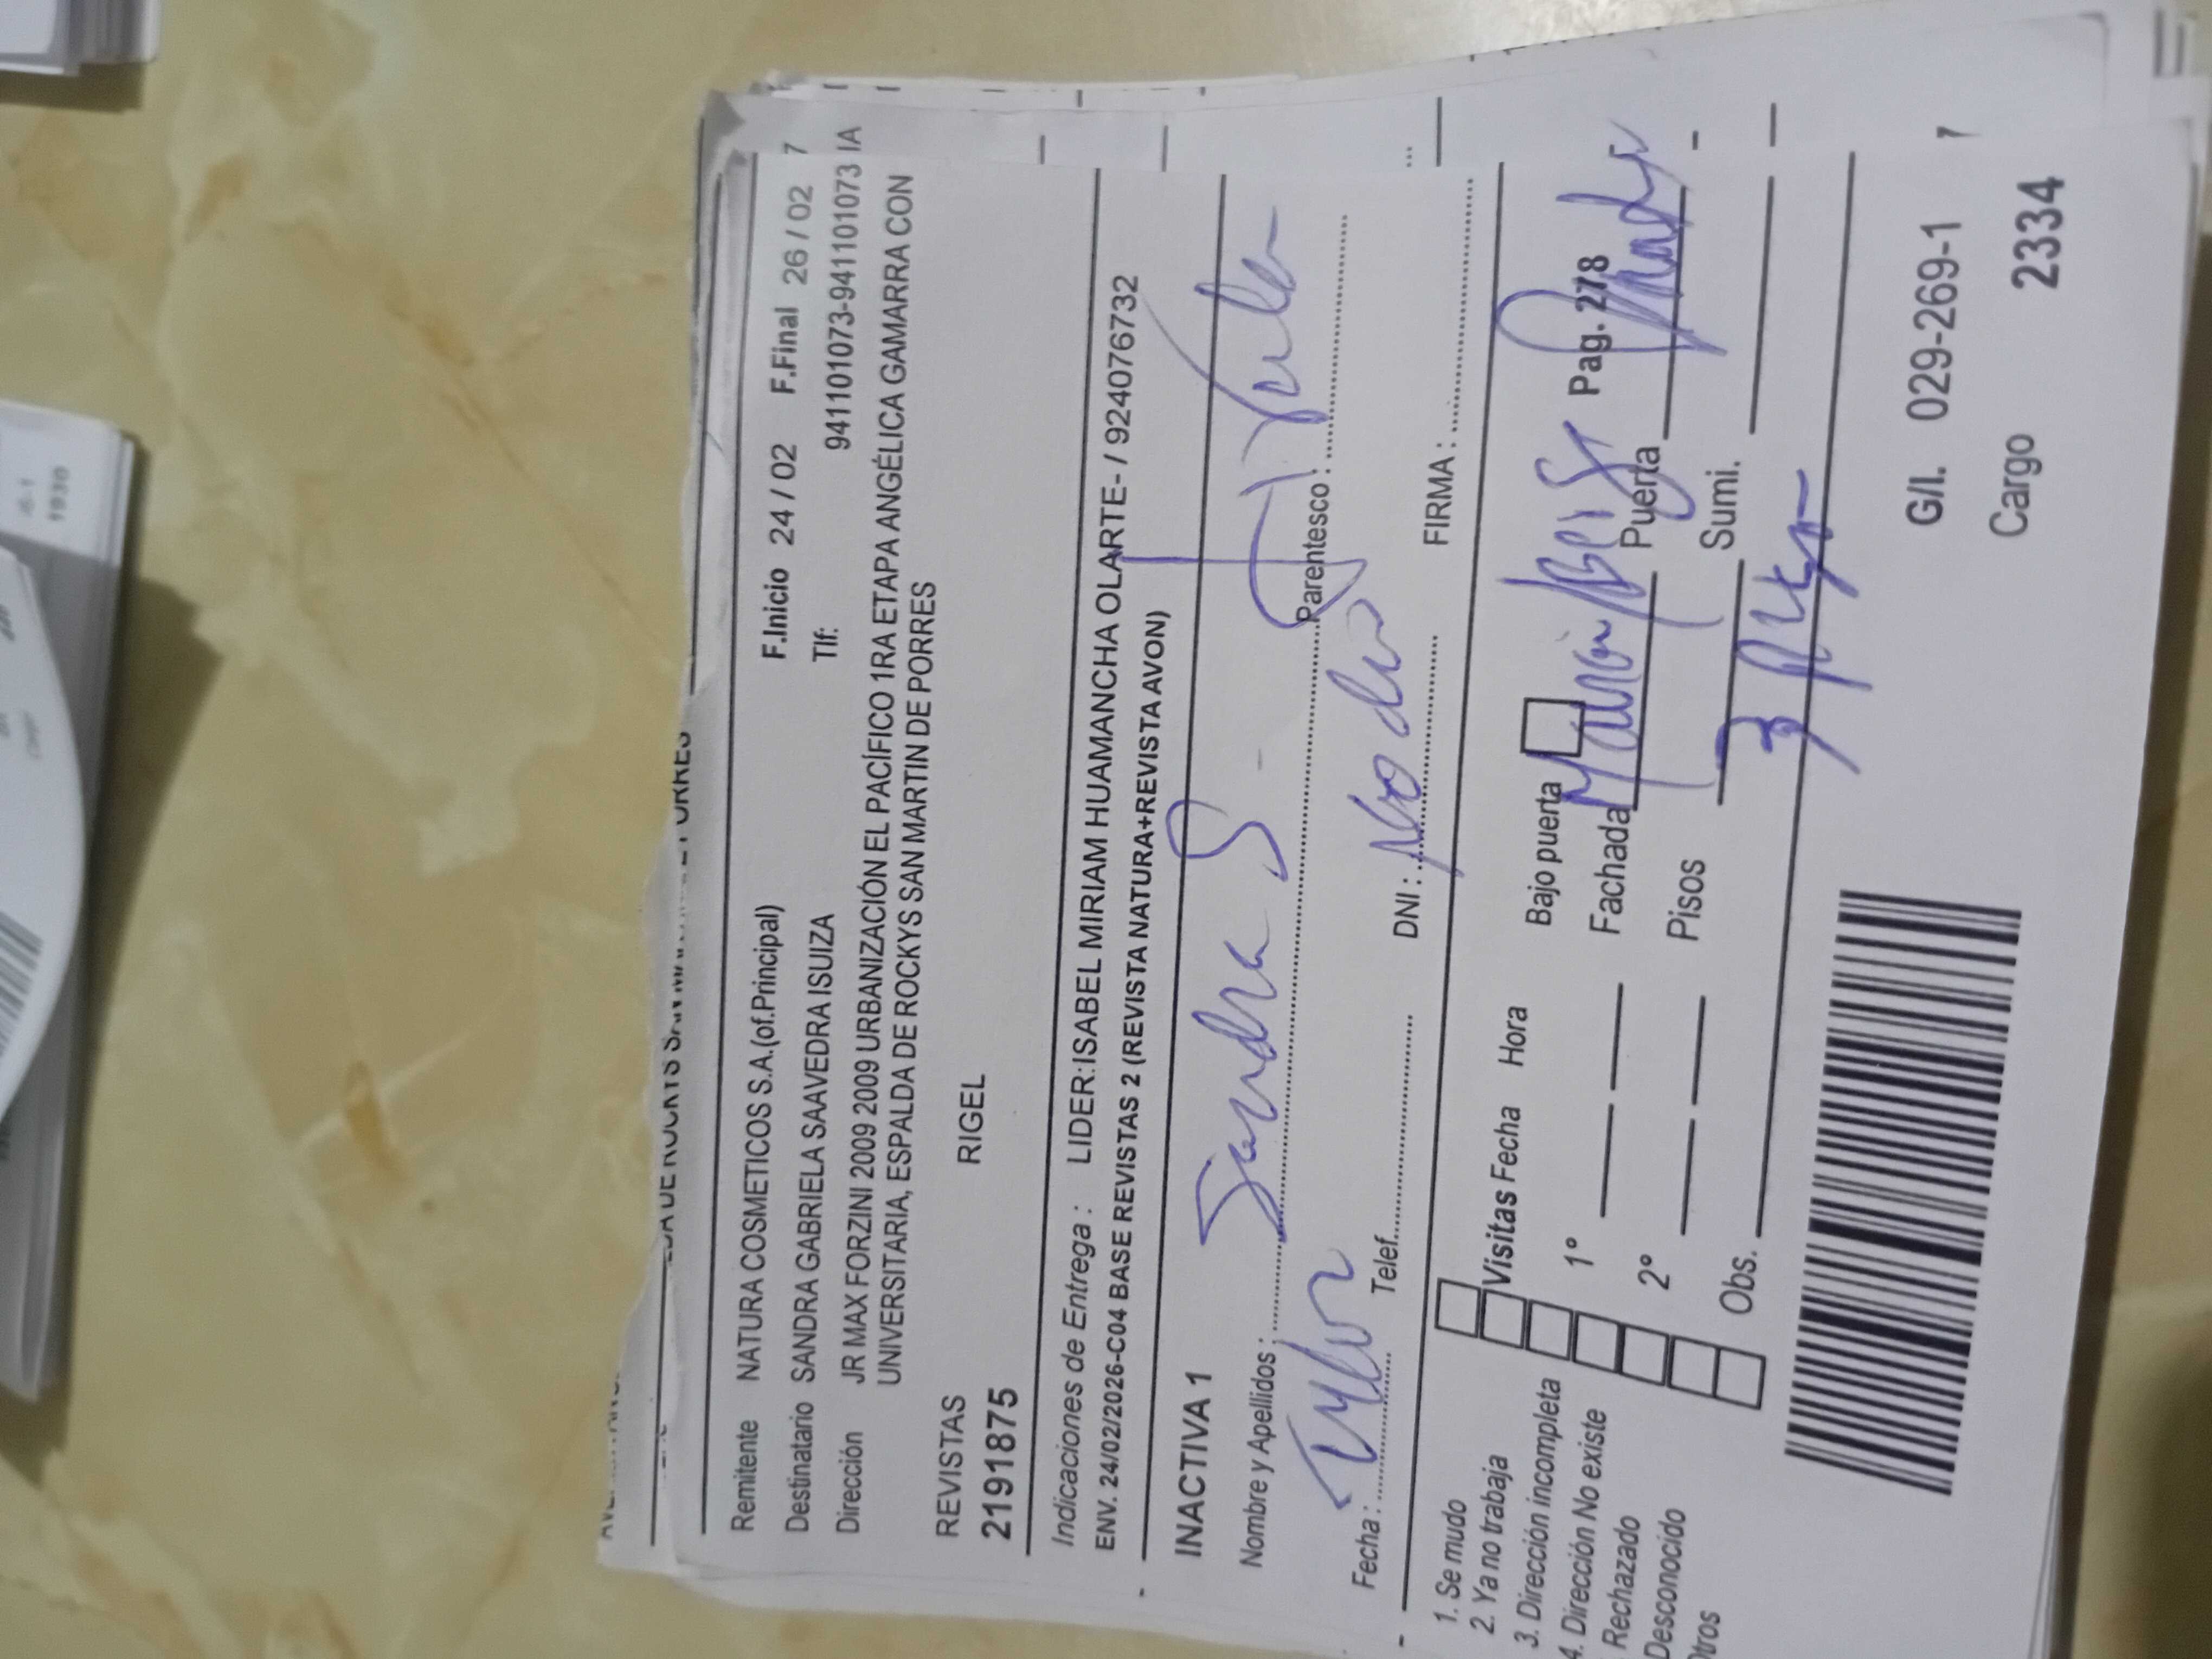 Remitente NATURA COSMETICOS S.A.(of.Principal) F.Inicio 24 / 02 F.Final 26 / 02 7
Destinatario SANDRA GABRIELA SAAVEDRA ISUIZA Tlf: 941101073-941101073 IA
Dirección JR MAX FORZINI 2009 2009 URBANIZACIÓN EL PACÍFICO 1RA ETAPA ANGÉLICA GAMARRA CON
UNIVERSITARIA, ESPALDA DE ROCKYS SAN MARTIN DE PORRES
REVISTAS RIGEL
2191875
Indicaciones de Entrega : LIDER:ISABEL MIRIAM HUAMANCHA OLARTE- / 924076732
ENV. 24/02/2026-C04 BASE REVISTAS 2 (REVISTA NATURA+REVISTA AVON)
INACTIVA 1
Nombre y Apellidos : Sandra S Parentesco :
Fecha : Telef. DNI : FIRMA :
1. Se mudo
2. Ya no trabaja
3. Dirección incompleta
4. Dirección No existe
Rechazado
Desconocido
Otros
Visitas Fecha Hora Bajo puerta Pag. 278
1° Fachada Puerta
2° Pisos 3 Sumi.
Obs.
G/I. 029-269-1
Cargo 2334
1930